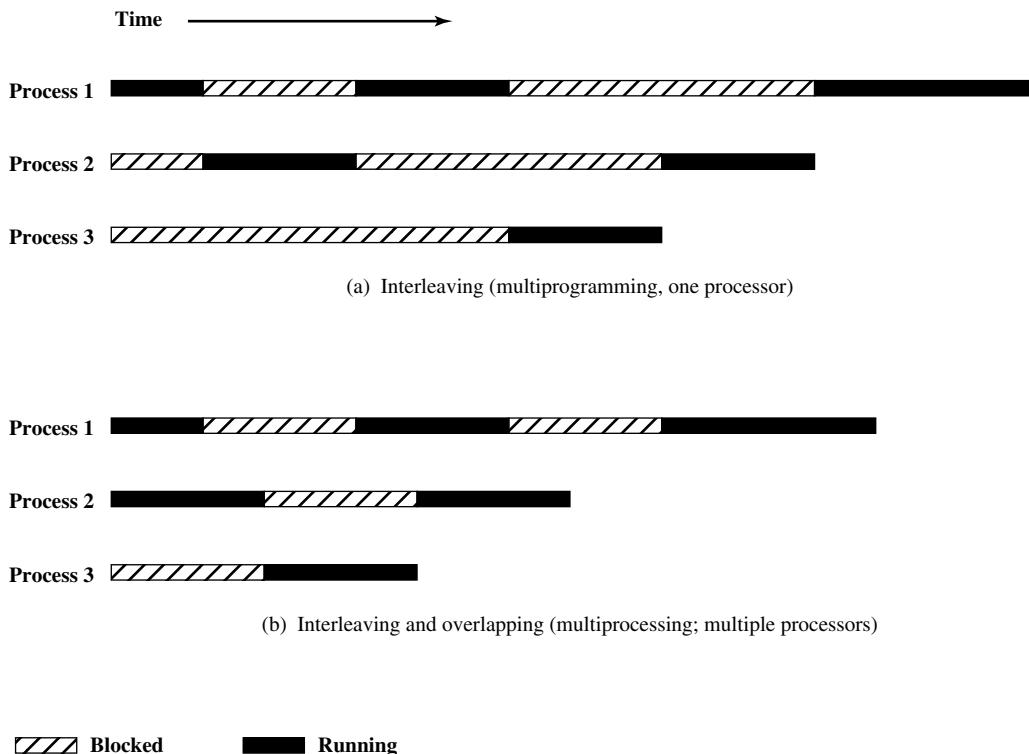 Time
Process 1
Process 2
Process 3
(a) Interleaving (multiprogramming, one processor)
Process 1
Process 2
Process 3
(b) Interleaving and overlapping (multiprocessing; multiple processors)
Blocked
Running